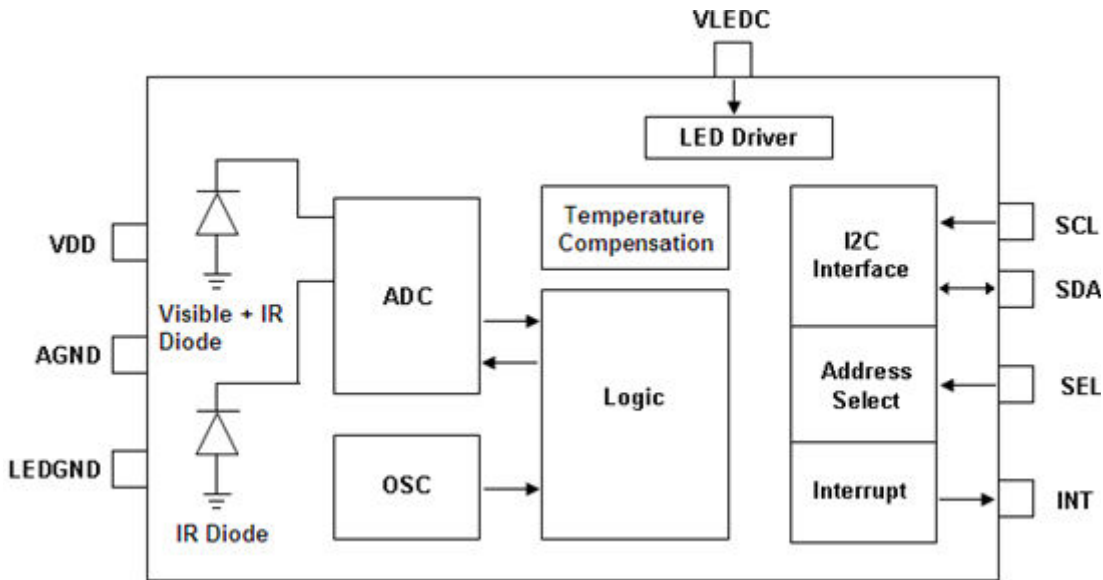 VLEDC
LED Driver
VDD
AGND
LEDGND
Visible + IR
Diode
IR Diode
ADC
OSC
Temperature
Compensation
Logic
I2C
Interface
Address
Select
Interrupt
SCL
SDA
SEL
INT